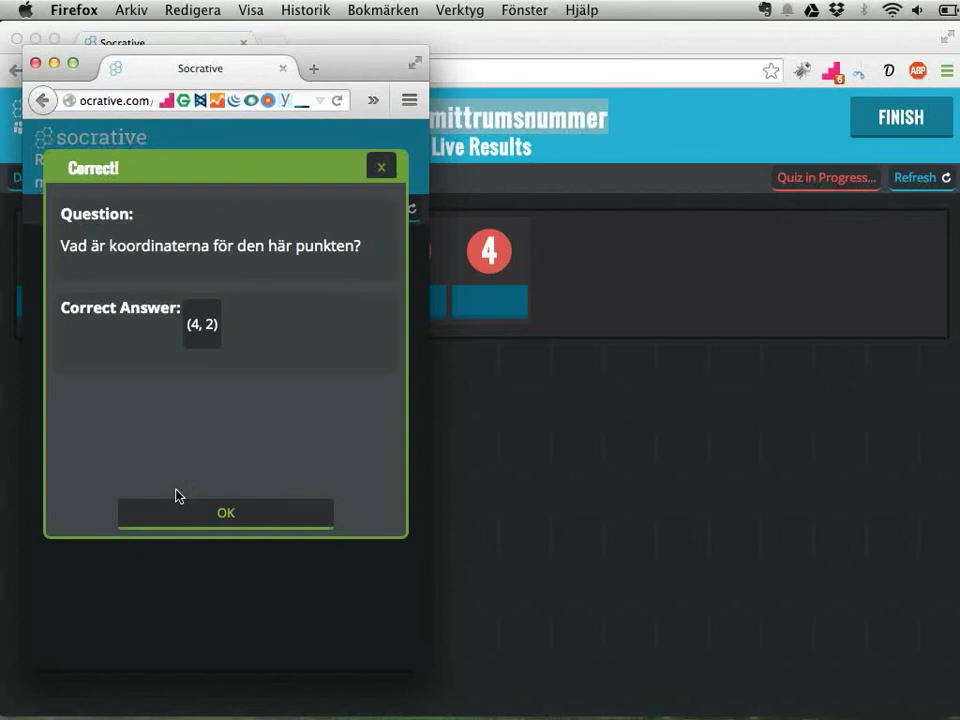 Firefox Arkiv Redigera Visa Historik Bokmärken Verktyg Fönster Hjälp
Socrative
Socrative
ocrative.com/
mittrumsnummer
Live Results
FINISH
socrative
Quiz in Progress...
Refresh
Correct!
x
4
Question:
Vad är koordinaterna för den här punkten?
Correct Answer:
(4, 2)
OK